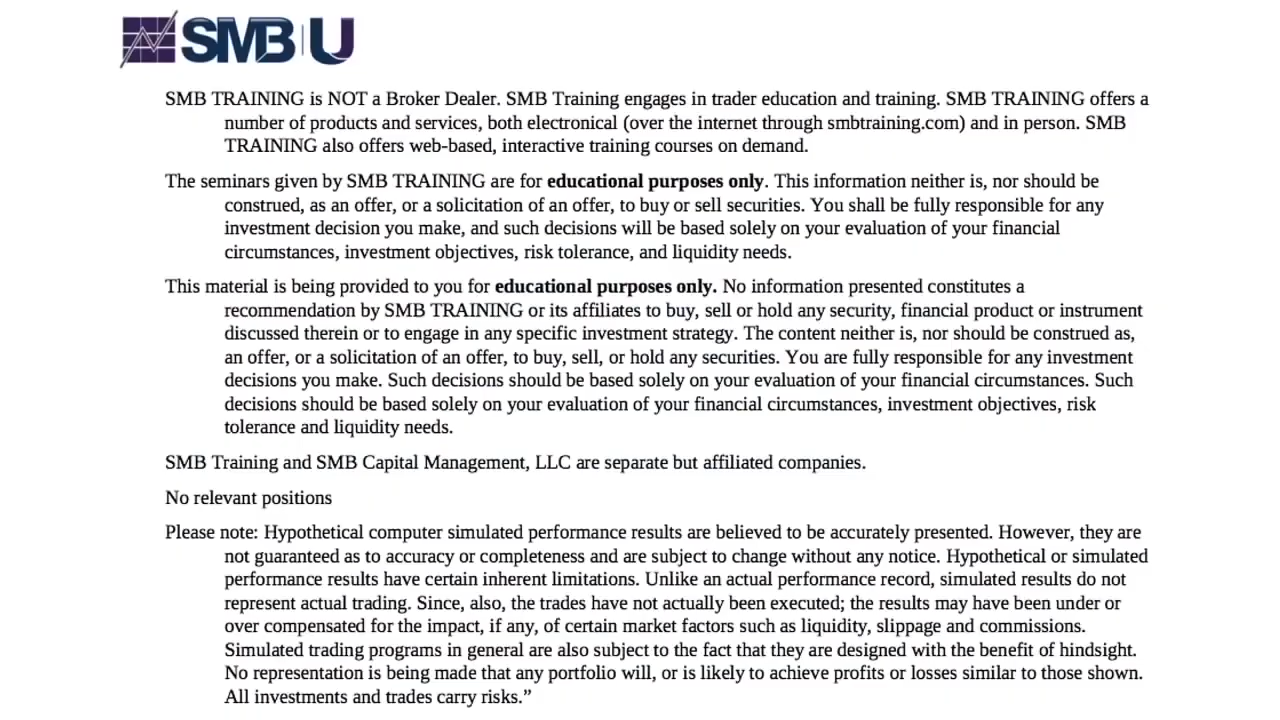 SMB U
SMB TRAINING is NOT a Broker Dealer. SMB Training engages in trader education and training. SMB TRAINING offers a
number of products and services, both electronical (over the internet through smbtraining.com) and in person. SMB
TRAINING also offers web-based, interactive training courses on demand.
The seminars given by SMB TRAINING are for educational purposes only. This information neither is, nor should be
construed, as an offer, or a solicitation of an offer, to buy or sell securities. You shall be fully responsible for any
investment decision you make, and such decisions will be based solely on your evaluation of your financial
circumstances, investment objectives, risk tolerance, and liquidity needs.
This material is being provided to you for educational purposes only. No information presented constitutes a
recommendation by SMB TRAINING or its affiliates to buy, sell or hold any security, financial product or instrument
discussed therein or to engage in any specific investment strategy. The content neither is, nor should be construed as,
an offer, or a solicitation of an offer, to buy, sell, or hold any securities. You are fully responsible for any investment
decisions you make. Such decisions should be based solely on your evaluation of your financial circumstances. Such
decisions should be based solely on your evaluation of your financial circumstances, investment objectives, risk
tolerance and liquidity needs.
SMB Training and SMB Capital Management, LLC are separate but affiliated companies.
No relevant positions
Please note: Hypothetical computer simulated performance results are believed to be accurately presented. However, they are
not guaranteed as to accuracy or completeness and are subject to change without any notice. Hypothetical or simulated
performance results have certain inherent limitations. Unlike an actual performance record, simulated results do not
represent actual trading. Since, also, the trades have not actually been executed; the results may have been under or
over compensated for the impact, if any, of certain market factors such as liquidity, slippage and commissions.
Simulated trading programs in general are also subject to the fact that they are designed with the benefit of hindsight.
No representation is being made that any portfolio will, or is likely to achieve profits or losses similar to those shown.
All investments and trades carry risks.”